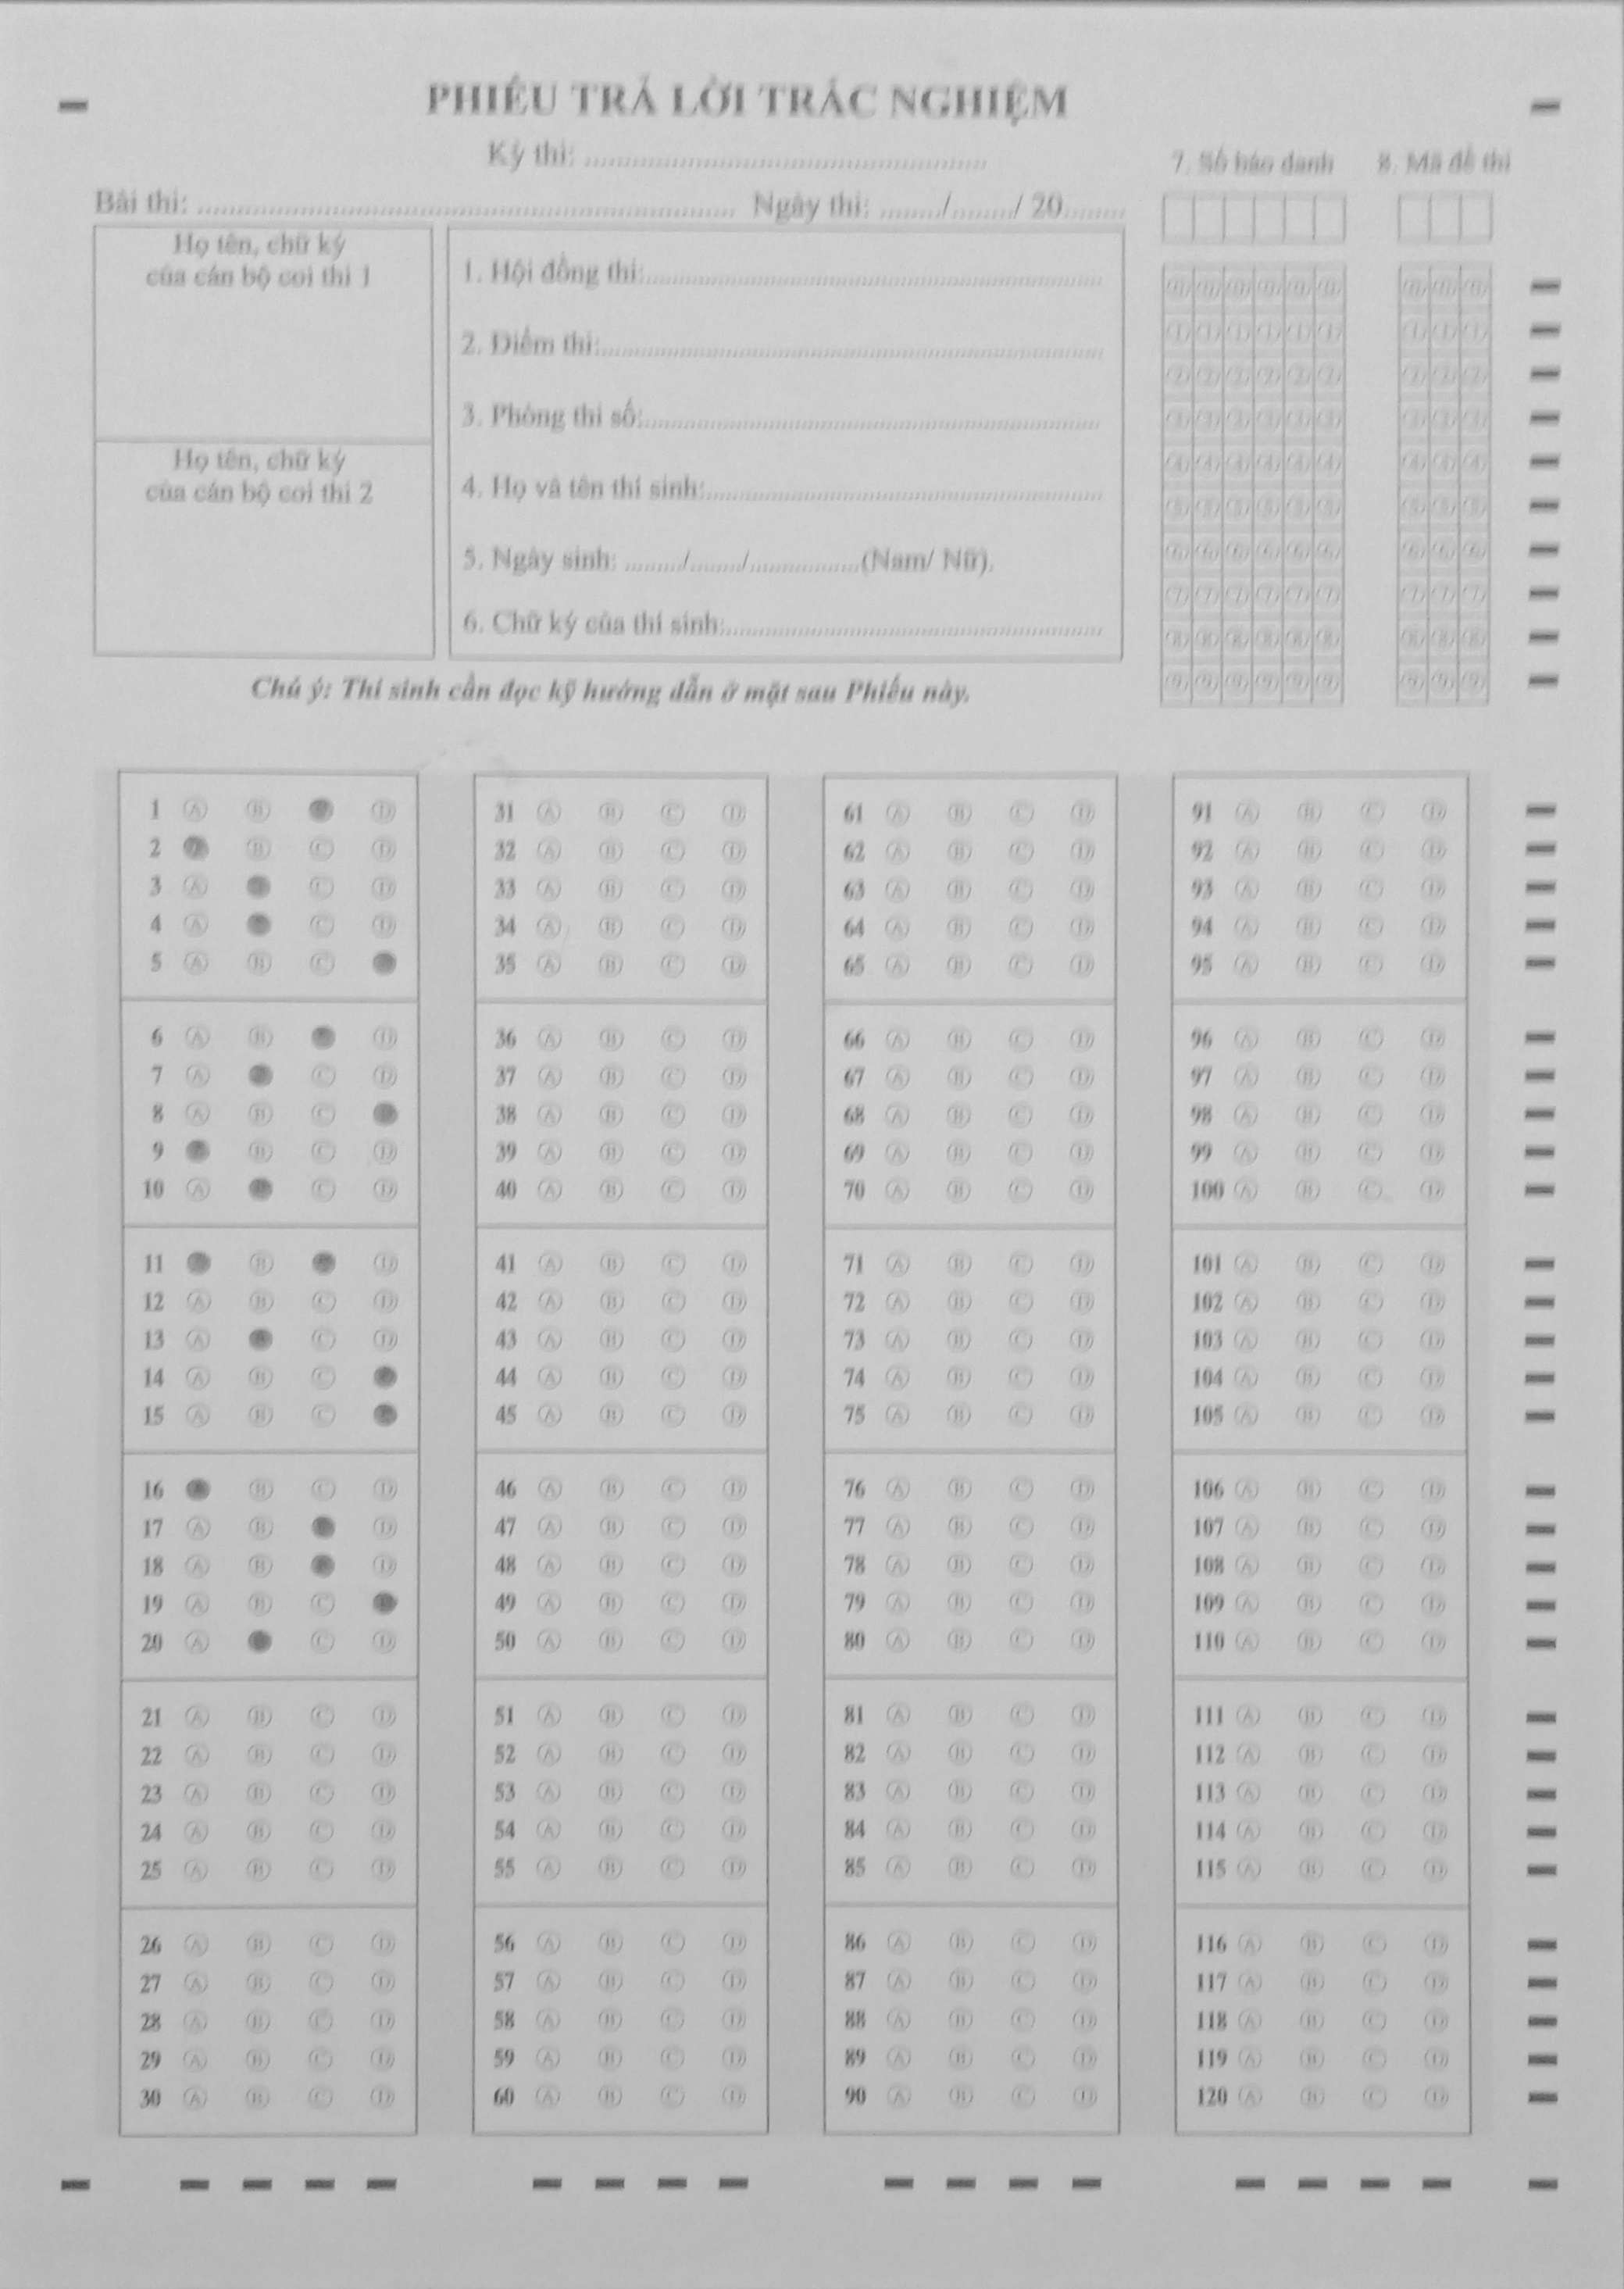 PHIẾU TRẢ LỜI TRẮC NGHIỆM
Kỳ thi: ........................................................
7. Số báo danh 8. Mã đề thi
Bài thi: ........................................................ Ngày thi: ......../......../ 20........
Họ tên, chữ ký
của cán bộ coi thi 1
Họ tên, chữ ký
của cán bộ coi thi 2
1. Hội đồng thi:........................................................
2. Điểm thi:........................................................
3. Phòng thi số:........................................................
4. Họ và tên thí sinh:........................................................
5. Ngày sinh: ......../......../................(Nam/ Nữ).
6. Chữ ký của thí sinh:........................................................
0 0 0 0 0 0 0 0 0
1 1 1 1 1 1 1 1 1
2 2 2 2 2 2 2 2 2
3 3 3 3 3 3 3 3 3
4 4 4 4 4 4 4 4 4
5 5 5 5 5 5 5 5 5
6 6 6 6 6 6 6 6 6
7 7 7 7 7 7 7 7 7
8 8 8 8 8 8 8 8 8
9 9 9 9 9 9 9 9 9
Chú ý: Thí sinh cần đọc kỹ hướng dẫn ở mặt sau Phiếu này.
1 A B D
2 B C D
3 A C D
4 A C D
5 A B C
6 A B D
7 A C D
8 A B C
9 B C D
10 A C D
11 B D
12 A B C D
13 A C D
14 A B C
15 A B C
16 B C D
17 A B D
18 A B D
19 A B C
20 A C D
21 A B C D
22 A B C D
23 A B C D
24 A B C D
25 A B C D
26 A B C D
27 A B C D
28 A B C D
29 A B C D
30 A B C D
31 A B C D
32 A B C D
33 A B C D
34 A B C D
35 A B C D
36 A B C D
37 A B C D
38 A B C D
39 A B C D
40 A B C D
41 A B C D
42 A B C D
43 A B C D
44 A B C D
45 A B C D
46 A B C D
47 A B C D
48 A B C D
49 A B C D
50 A B C D
51 A B C D
52 A B C D
53 A B C D
54 A B C D
55 A B C D
56 A B C D
57 A B C D
58 A B C D
59 A B C D
60 A B C D
61 A B C D
62 A B C D
63 A B C D
64 A B C D
65 A B C D
66 A B C D
67 A B C D
68 A B C D
69 A B C D
70 A B C D
71 A B C D
72 A B C D
73 A B C D
74 A B C D
75 A B C D
76 A B C D
77 A B C D
78 A B C D
79 A B C D
80 A B C D
81 A B C D
82 A B C D
83 A B C D
84 A B C D
85 A B C D
86 A B C D
87 A B C D
88 A B C D
89 A B C D
90 A B C D
91 A B C D
92 A B C D
93 A B C D
94 A B C D
95 A B C D
96 A B C D
97 A B C D
98 A B C D
99 A B C D
100 A B C D
101 A B C D
102 A B C D
103 A B C D
104 A B C D
105 A B C D
106 A B C D
107 A B C D
108 A B C D
109 A B C D
110 A B C D
111 A B C D
112 A B C D
113 A B C D
114 A B C D
115 A B C D
116 A B C D
117 A B C D
118 A B C D
119 A B C D
120 A B C D